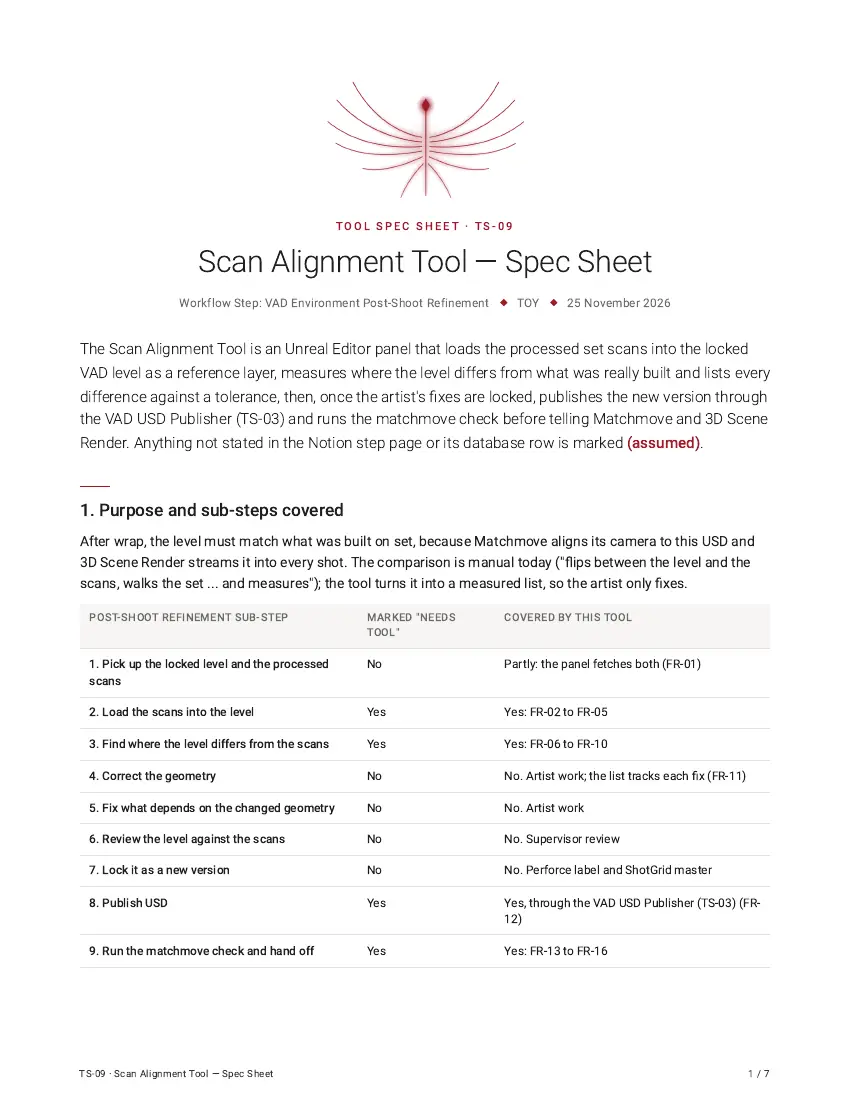 TOOL SPEC SHEET · TS-09
Scan Alignment Tool — Spec Sheet
Workflow Step: VAD Environment Post-Shoot Refinement ◆ TOY ◆ 25 November 2026
The Scan Alignment Tool is an Unreal Editor panel that loads the processed set scans into the locked
VAD level as a reference layer, measures where the level differs from what was really built and lists every
difference against a tolerance, then, once the artist's fixes are locked, publishes the new version through
the VAD USD Publisher (TS-03) and runs the matchmove check before telling Matchmove and 3D Scene
Render. Anything not stated in the Notion step page or its database row is marked (assumed).
1. Purpose and sub-steps covered
After wrap, the level must match what was built on set, because Matchmove aligns its camera to this USD and
3D Scene Render streams it into every shot. The comparison is manual today ("flips between the level and the
scans, walks the set ... and measures"); the tool turns it into a measured list, so the artist only fixes.
POST-SHOOT REFINEMENT SUB-STEP MARKED "NEEDS COVERED BY THIS TOOL
TOOL"
1. Pick up the locked level and the processed No Partly: the panel fetches both (FR-01)
scans
2. Load the scans into the level Yes Yes: FR-02 to FR-05
3. Find where the level differs from the scans Yes Yes: FR-06 to FR-10
4. Correct the geometry No No. Artist work; the list tracks each fix (FR-11)
5. Fix what depends on the changed geometry No No. Artist work
6. Review the level against the scans No No. Supervisor review
7. Lock it as a new version No No. Perforce label and ShotGrid master
8. Publish USD Yes Yes, through the VAD USD Publisher (TS-03) (FR-
12)
9. Run the matchmove check and hand off Yes Yes: FR-13 to FR-16
TS-09 · Scan Alignment Tool — Spec Sheet 1 / 7